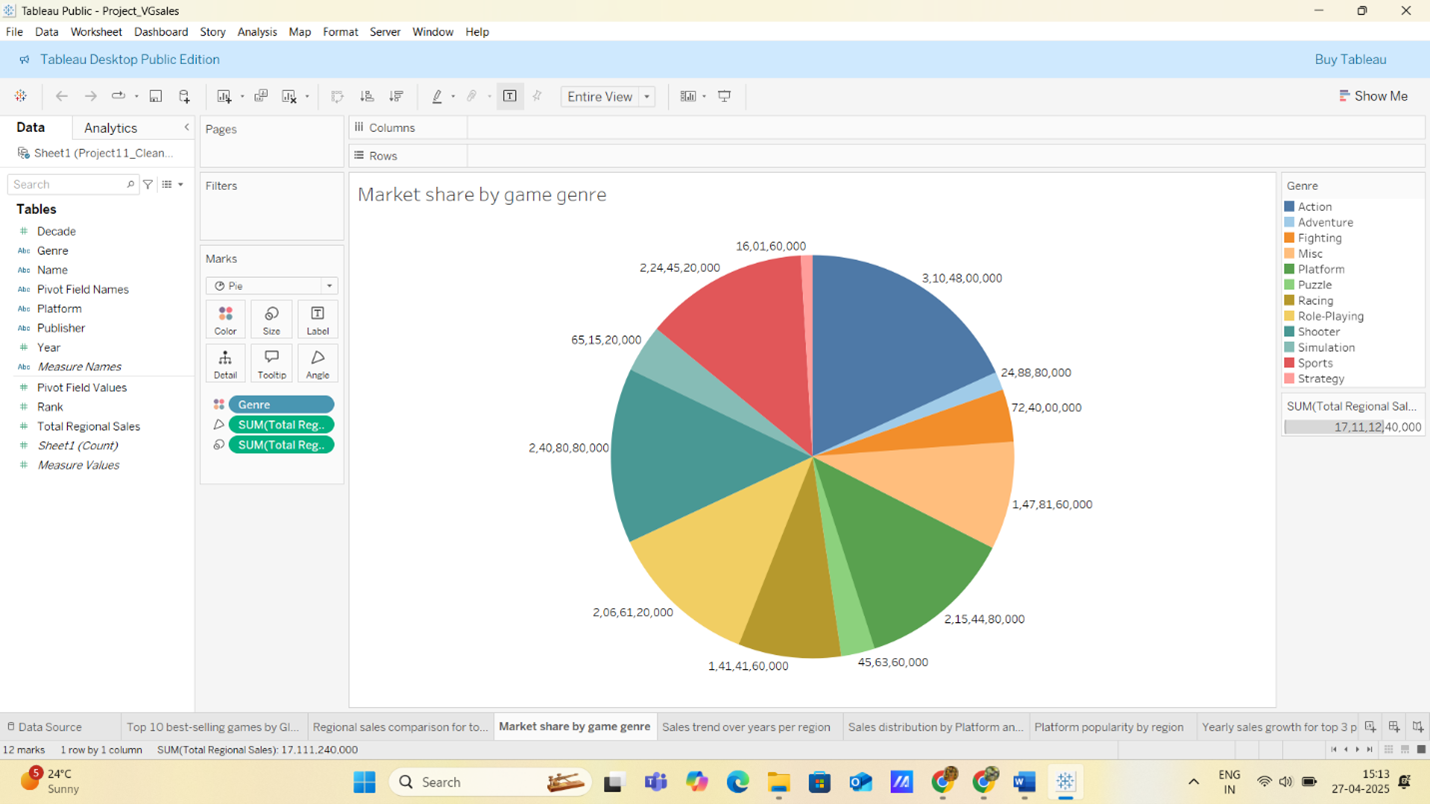 Tableau Public - Project_VGsales
File Data Worksheet Dashboard Story Analysis Map Format Server Window Help
Tableau Desktop Public Edition
Buy Tableau
Entire View
Show Me
Data
Analytics
Sheet1 (Project11_Clean...
Search
Tables
# Decade
Abc Genre
Abc Name
Abc Pivot Field Names
Abc Platform
Abc Publisher
# Year
Abc Measure Names
# Pivot Field Values
# Rank
# Total Regional Sales
# Sheet1 (Count)
# Measure Values
Pages
Filters
Marks
Pie
Color Size Label
Detail Tooltip Angle
Genre
SUM(Total Reg..
SUM(Total Reg..
Columns
Rows
Market share by game genre
16,01,60,000
2,24,45,20,000
3,10,48,00,000
65,15,20,000
24,88,80,000
72,40,00,000
2,40,80,80,000
1,47,81,60,000
2,06,61,20,000
2,15,44,80,000
1,41,41,60,000
45,63,60,000
Genre
Action
Adventure
Fighting
Misc
Platform
Puzzle
Racing
Role-Playing
Shooter
Simulation
Sports
Strategy
SUM(Total Regional Sal...
17,11,12,40,000
Data Source
Top 10 best-selling games by Gl...
Regional sales comparison for to...
Market share by game genre
Sales trend over years per region
Sales distribution by Platform an...
Platform popularity by region
Yearly sales growth for top 3 p
12 marks 1 row by 1 column SUM(Total Regional Sales): 17.111,240.000
5
24°C
Sunny
Search
ENG
IN
15:13
27-04-2025